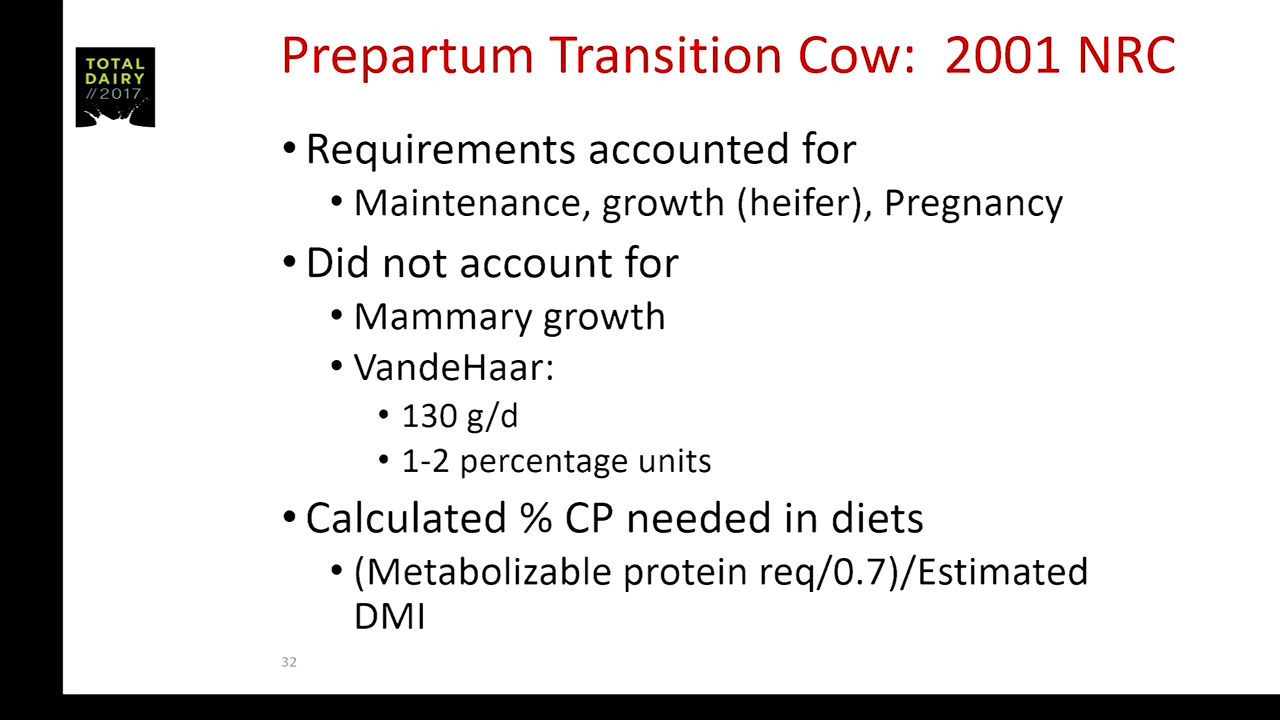 TOTAL
DAIRY
//2017
Prepartum Transition Cow: 2001 NRC
• Requirements accounted for
• Maintenance, growth (heifer), Pregnancy
• Did not account for
• Mammary growth
• VandeHaar:
• 130 g/d
• 1-2 percentage units
• Calculated % CP needed in diets
• (Metabolizable protein req/0.7)/Estimated
DMI
32